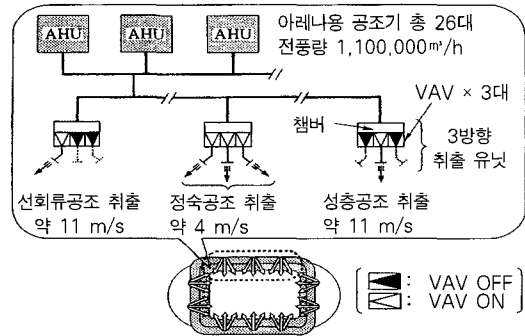 AHU AHU AHU
아레나용 공조기 총 26대
전풍량 1,100,000㎥/h
VAV × 3대
챔버
3방향
취출 유닛
선회류공조 취출
약 11 m/s
정숙공조 취출
약 4 m/s
성층공조 취출
약 11 m/s
: VAV OFF
: VAV ON